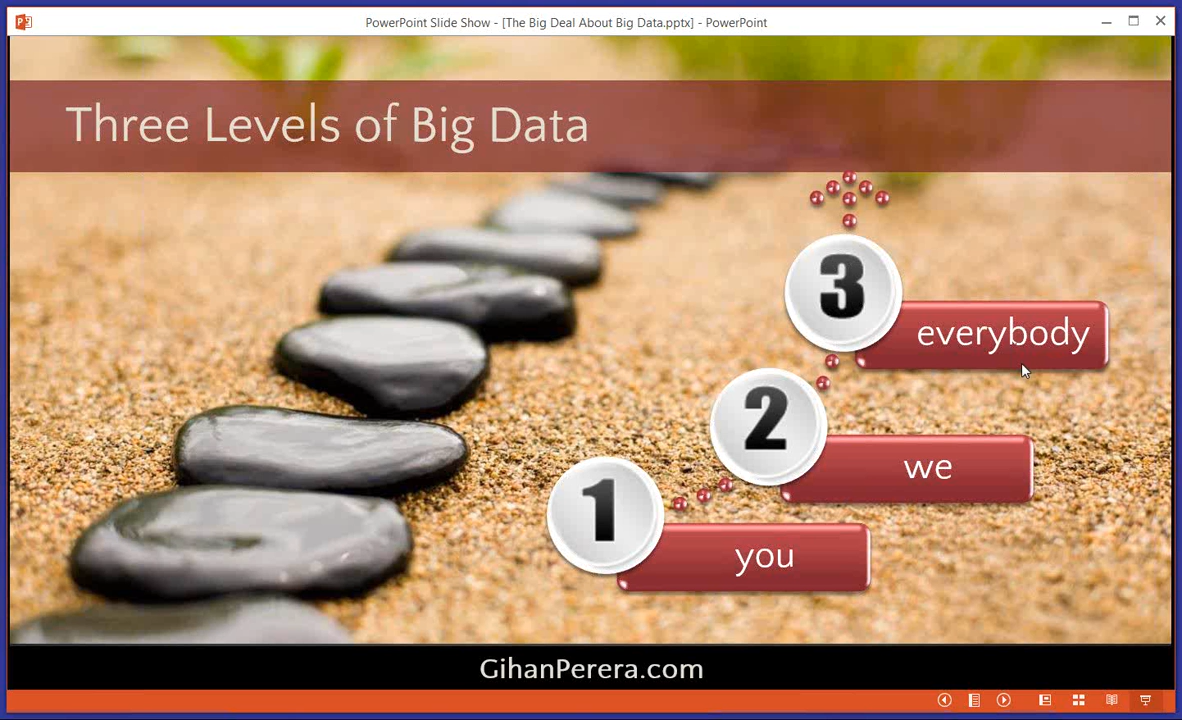 PowerPoint Slide Show - [The Big Deal About Big Data.pptx] - PowerPoint
Three Levels of Big Data
3
everybody
2
we
1
you
GihanPerera.com